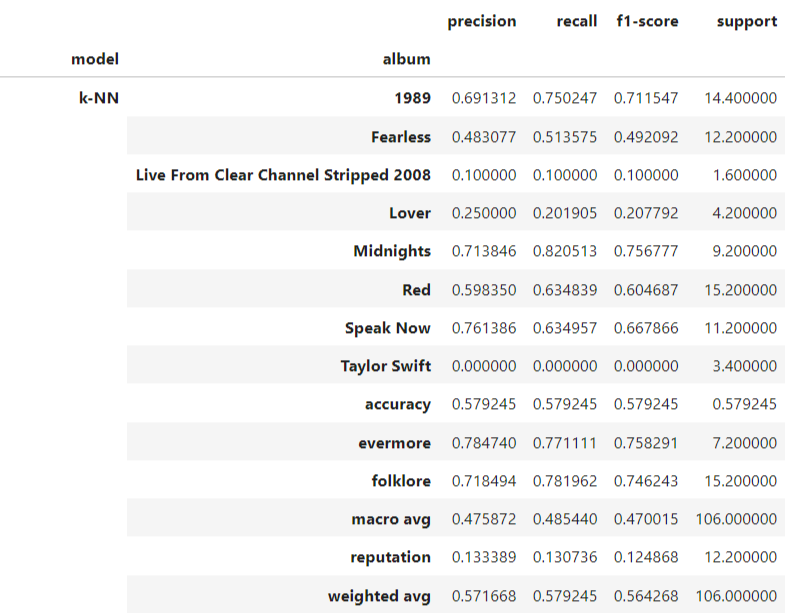 precision recall f1-score support
model album
k-NN 1989 0.691312 0.750247 0.711547 14.400000
Fearless 0.483077 0.513575 0.492092 12.200000
Live From Clear Channel Stripped 2008 0.100000 0.100000 0.100000 1.600000
Lover 0.250000 0.201905 0.207792 4.200000
Midnights 0.713846 0.820513 0.756777 9.200000
Red 0.598350 0.634839 0.604687 15.200000
Speak Now 0.761386 0.634957 0.667866 11.200000
Taylor Swift 0.000000 0.000000 0.000000 3.400000
accuracy 0.579245 0.579245 0.579245 0.579245
evermore 0.784740 0.771111 0.758291 7.200000
folklore 0.718494 0.781962 0.746243 15.200000
macro avg 0.475872 0.485440 0.470015 106.000000
reputation 0.133389 0.130736 0.124868 12.200000
weighted avg 0.571668 0.579245 0.564268 106.000000